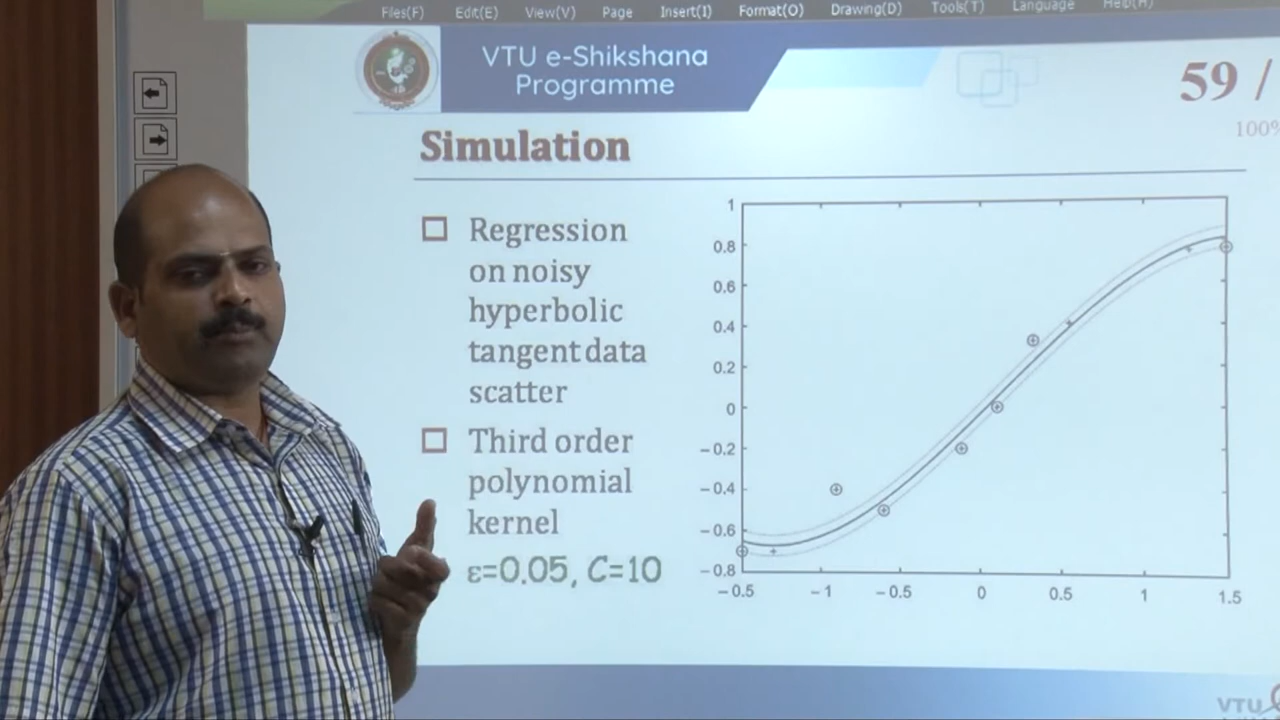 Files(F) Edit(E) View(V) Page Insert(I) Format(O) Drawing(D) Tools(T) Language Help(H)
VTU e-Shikshana
Programme
59 /
100%
Simulation
Regression
on noisy
hyperbolic
tangent data
scatter
Third order
polynomial
kernel
ε=0.05, C=10
1
0.8
0.6
0.4
0.2
0
−0.2
−0.4
−0.6
−0.8
−0.5 −1 −0.5 0 0.5 1 1.5
VTU